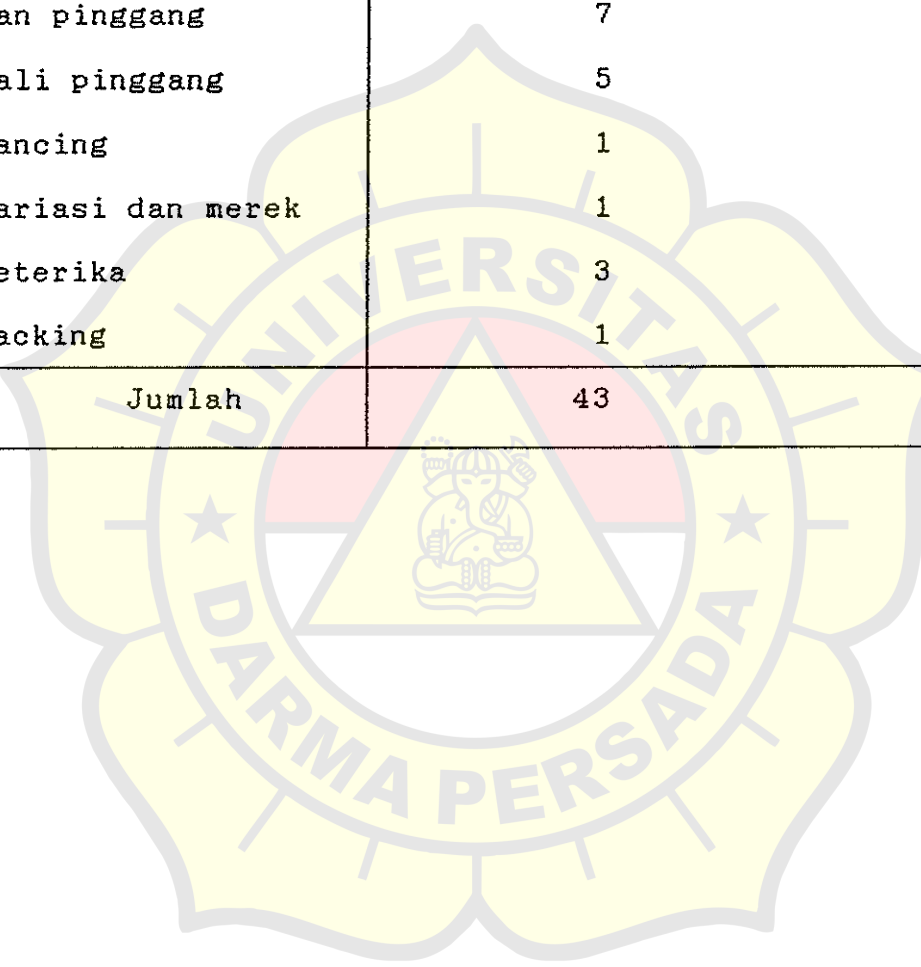 an pinggang 7
ali pinggang 5
ancing 1
ariasi dan merek 1
eterika 3
acking 1
Jumlah 43
UNIVERSITAS
DARMA PERSADA